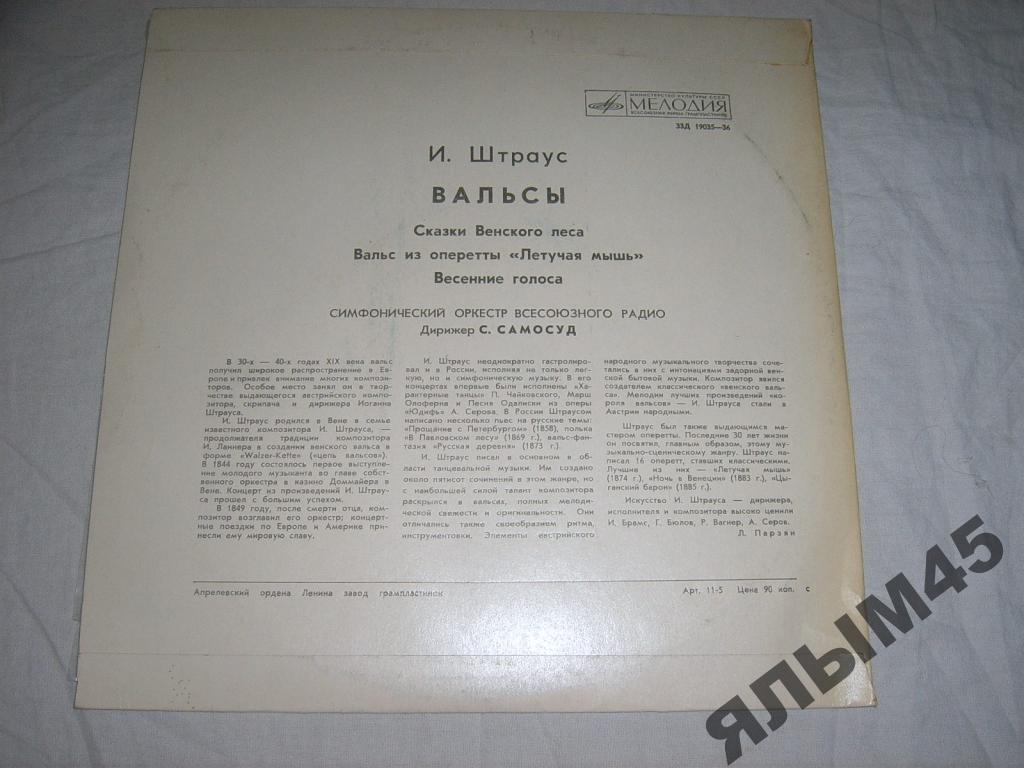 МИНИСТЕРСТВО КУЛЬТУРЫ СССР
МЕЛОДИЯ
ВСЕСОЮЗНАЯ ФИРМА ГРАМПЛАСТИНОК
33Д 19035—36
И. Штраус
ВАЛЬСЫ
Сказки Венского леса
Вальс из оперетты «Летучая мышь»
Весенние голоса
СИМФОНИЧЕСКИЙ ОРКЕСТР ВСЕСОЮЗНОГО РАДИО
Дирижер С. САМОСУД
В 30-х — 40-х годах XIX века вальс
получил широкое распространение в Ев-
ропе и привлек внимание многих компози-
торов. Особое место занял он в твор-
честве выдающегося австрийского компо-
зитора, скрипача и дирижера Иоганна
Штрауса.
И. Штраус родился в Вене в семье
известного композитора И. Штрауса, —
продолжателя традиции композитора
И. Ланнера в создании венского вальса в
форме «Walzer-Kette» («цепь вальсов»).
В 1844 году состоялось первое выступле-
ние молодого музыканта во главе собст-
венного оркестра в казино Доммайера в
Вене. Концерт из произведений И. Штрау-
са прошел с большим успехом.
В 1849 году, после смерти отца, ком-
позитор возглавил его оркестр; концерт-
ные поездки по Европе и Америке при-
несли ему мировую славу.
И. Штраус неоднократно гастролиро-
вал и в России, исполняя не только лег-
кую, но и симфоническую музыку. В его
концертах впервые были исполнены «Ха-
рактерные танцы» П. Чайковского, Марш
Олоферна и Песня Одалиски из оперы
«Юдифь» А. Серова. В России Штраусом
написано несколько пьес на русские темы:
«Прощание с Петербургом» (1858), полька
«В Павловском лесу» (1869 г.), вальс-фан-
тазия «Русская деревня» (1873 г.).
И. Штраус писал в основном в об-
ласти танцевальной музыки. Им создано
около пятисот сочинений в этом жанре, но
с наибольшей силой талант композитора
раскрылся в вальсах, полных мелодич-
еской свежести и оригинальности. Они
отличались также своеобразием ритма,
инструментовки. Элементы австрийского
народного музыкального творчества соче-
тались в них с интонациями задорной вен-
ской бытовой музыки. Композитор явился
создателем классического «венского валь-
са». Мелодии лучших произведений «ко-
роля вальсов» — И. Штрауса стали в
Австрии народными.
Штраус был также выдающимся ма-
стером оперетты. Последние 30 лет жизни
он посвятил, главным образом, этому му-
зыкально-сценическому жанру. Штраус на-
писал 16 оперетт, ставших классическими.
Лучшие из них — «Летучая мышь»
(1874 г.), «Ночь в Венеции» (1883 г.), «Цы-
ганский барон» (1885 г.).
Искусство И. Штрауса — дирижера,
исполнителя и композитора высоко ценили
И. Брамс, Г. Бюлов, Р. Вагнер, А. Серов.
Л. Парзян
Апрелевский ордена Ленина завод грампластинок
Арт. 11-5 Цена 90 коп. с
ЯЛЫМ45